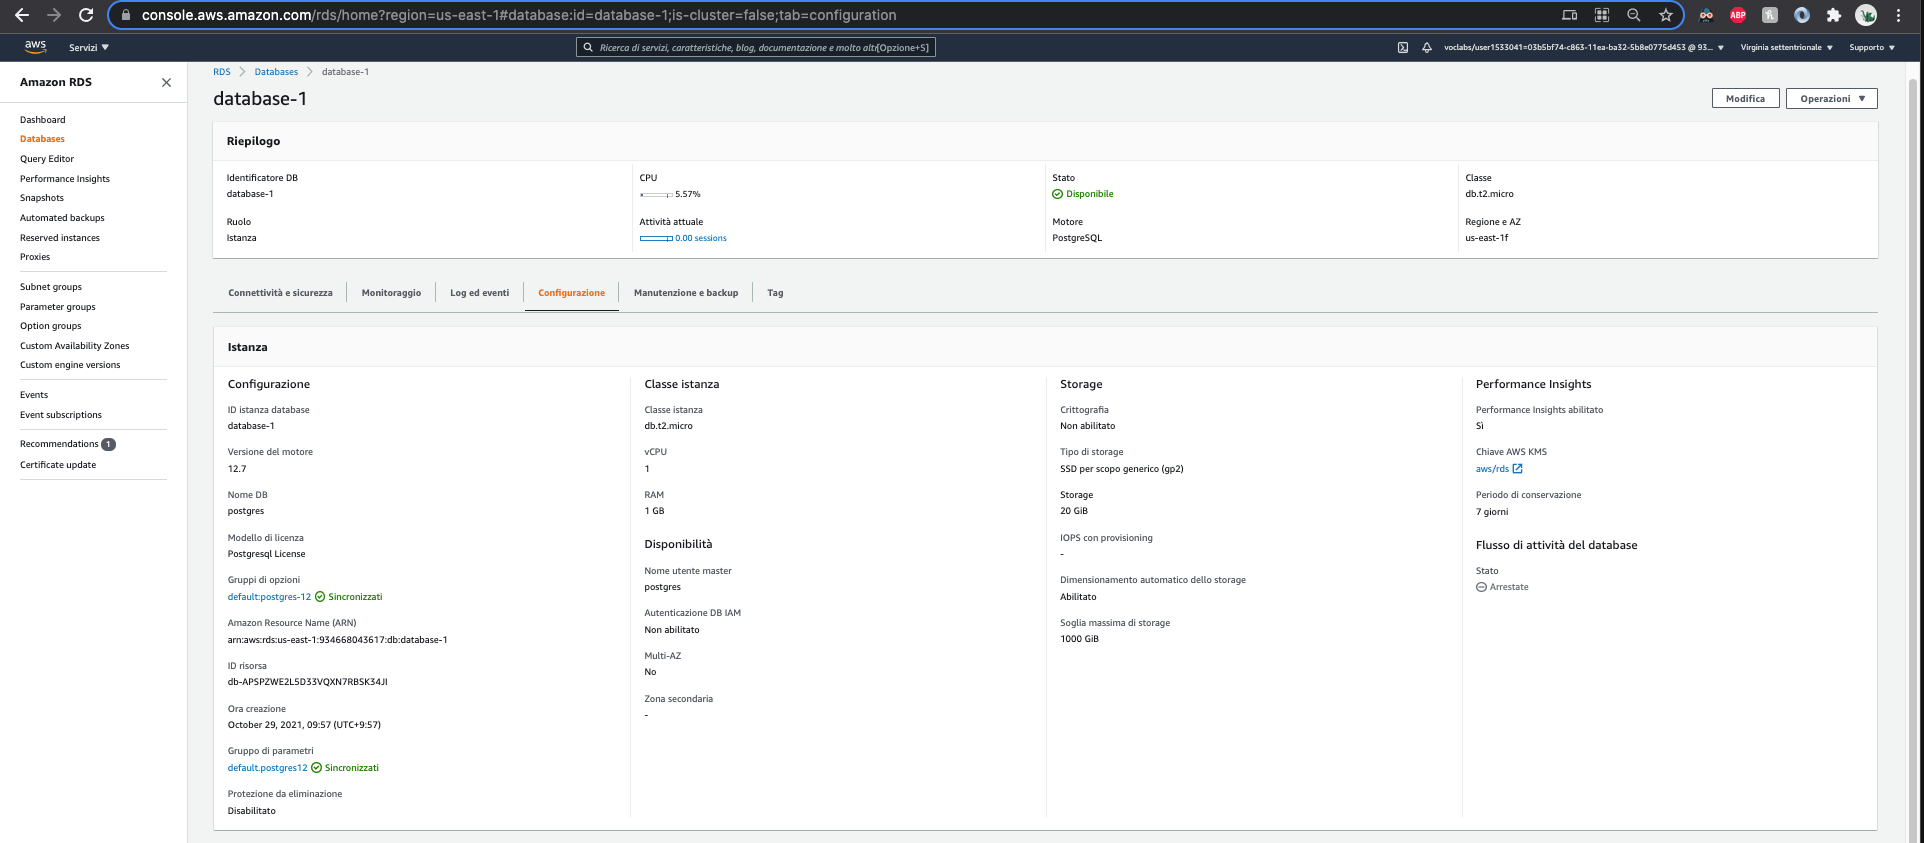 console.aws.amazon.com/rds/home?region=us-east-1#database:id=database-1;is-cluster=false;tab=configuration
ABP
aws
Servizi
Ricerca di servizi, caratteristiche, blog, documentazione e molto altr[Opzione+S]
voclabs/user1533041=03b5bf74-c863-11ea-ba32-5b8e0775d453 @ 93...
Virginia settentrionale
Supporto
Amazon RDS
Dashboard
Databases
Query Editor
Performance Insights
Snapshots
Automated backups
Reserved instances
Proxies
Subnet groups
Parameter groups
Option groups
Custom Availability Zones
Custom engine versions
Events
Event subscriptions
Recommendations 1
Certificate update
RDS > Databases > database-1
database-1
Modifica
Operazioni
Riepilogo
Identificatore DB
database-1
Ruolo
Istanza
CPU
5.57%
Attività attuale
0.00 sessions
Stato
Disponibile
Motore
PostgreSQL
Classe
db.t2.micro
Regione e AZ
us-east-1f
Connettività e sicurezza
Monitoraggio
Log ed eventi
Configurazione
Manutenzione e backup
Tag
Istanza
Configurazione
ID istanza database
database-1
Versione del motore
12.7
Nome DB
postgres
Modello di licenza
Postgresql License
Gruppi di opzioni
default:postgres-12 Sincronizzati
Amazon Resource Name (ARN)
arn:aws:rds:us-east-1:934668043617:db:database-1
ID risorsa
db-APSPZWE2L5D33VQXN7RBSK34JI
Ora creazione
October 29, 2021, 09:57 (UTC+9:57)
Gruppo di parametri
default.postgres12 Sincronizzati
Protezione da eliminazione
Disabilitato
Classe istanza
Classe istanza
db.t2.micro
vCPU
1
RAM
1 GB
Disponibilità
Nome utente master
postgres
Autenticazione DB IAM
Non abilitato
Multi-AZ
No
Zona secondaria
-
Storage
Crittografia
Non abilitato
Tipo di storage
SSD per scopo generico (gp2)
Storage
20 GiB
IOPS con provisioning
-
Dimensionamento automatico dello storage
Abilitato
Soglia massima di storage
1000 GiB
Performance Insights
Performance Insights abilitato
Sì
Chiave AWS KMS
aws/rds
Periodo di conservazione
7 giorni
Flusso di attività del database
Stato
Arrestate